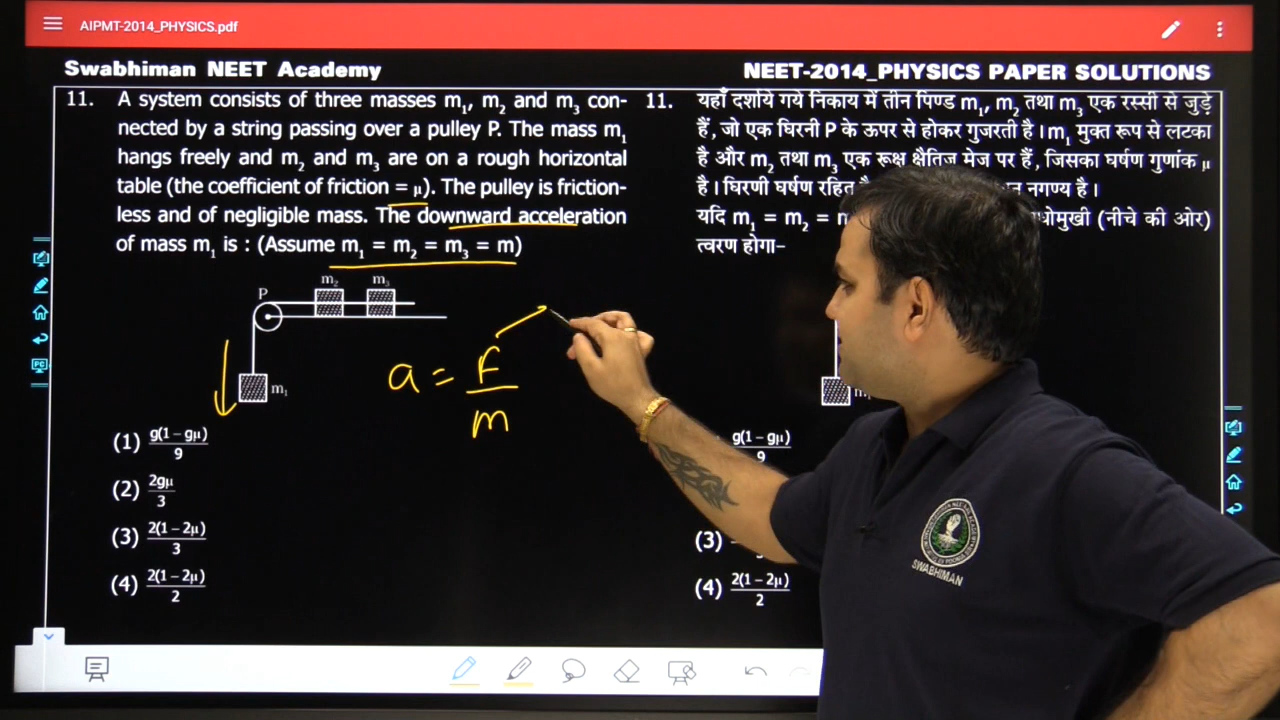 AIPMT-2014_PHYSICS.pdf
Swabhiman NEET Academy
NEET-2014_PHYSICS PAPER SOLUTIONS
11. A system consists of three masses m₁, m₂ and m₃ con-
nected by a string passing over a pulley P. The mass m₁
hangs freely and m₂ and m₃ are on a rough horizontal
table (the coefficient of friction = μ). The pulley is friction-
less and of negligible mass. The downward acceleration
of mass m₁ is : (Assume m₁ = m₂ = m₃ = m)
P
m₂
m₃
m₁
a = F/m
(1) g(1 – gμ)/9
(2) 2gμ/3
(3) 2(1 – 2μ)/3
(4) 2(1 – 2μ)/2
11. यहाँ दर्शाये गये निकाय में तीन पिण्ड m₁, m₂ तथा m₃ एक रस्सी से जुड़े
हैं, जो एक घिरनी P के ऊपर से होकर गुजरती है। m₁ मुक्त रूप से लटका
है और m₂ तथा m₃ एक रूक्ष क्षैतिज मेज पर हैं, जिसका घर्षण गुणांक μ
है। घिरणी घर्षण रहित नगण्य है।
यदि m₁ = m₂ = (नीचे की ओर)
त्वरण होगा–
g(1 – gμ)/9
(3)
(4) 2(1 – 2μ)/2
PC
SWABHIMAN